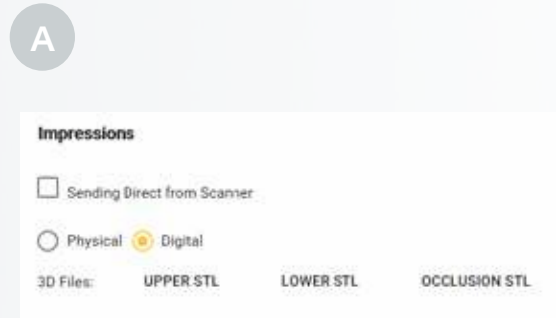 A
Impressions
Sending Direct from Scanner
Physical Digital
3D Files: UPPER STL LOWER STL OCCLUSION STL